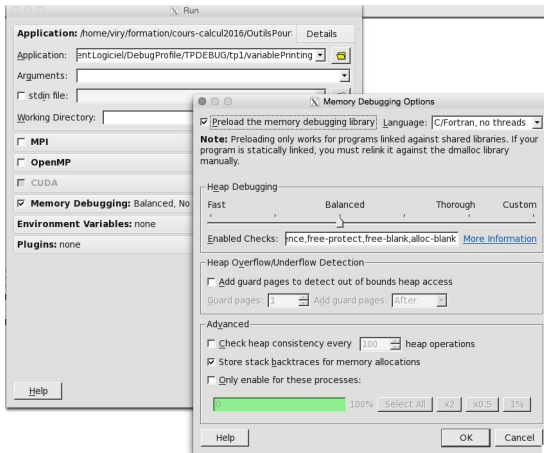 Run
Application: /home/viry/formation/cours-calcul2016/OutilsPourl
Details
Application: entLogiciel/DebugProfile/TPDEBUG/tp1/variablePrinting
Arguments:
stdin file:
Working Directory:
MPI
OpenMP
CUDA
Memory Debugging: Balanced, No
Environment Variables: none
Plugins: none
Help
Memory Debugging Options
Preload the memory debugging library Language: C/Fortran, no threads
Note: Preloading only works for programs linked against shared libraries. If your
program is statically linked, you must relink it against the dmalloc library
manually.
Heap Debugging
Fast Balanced Thorough Custom
Enabled Checks: ence,free-protect,free-blank,alloc-blank More Information
Heap Overflow/Underflow Detection
Add guard pages to detect out of bounds heap access
Guard pages: 1 Add guard pages: After
Advanced
Check heap consistency every 100 heap operations
Store stack backtraces for memory allocations
Only enable for these processes:
0 100% Select All x2 x0.5 1%
Help OK Cancel